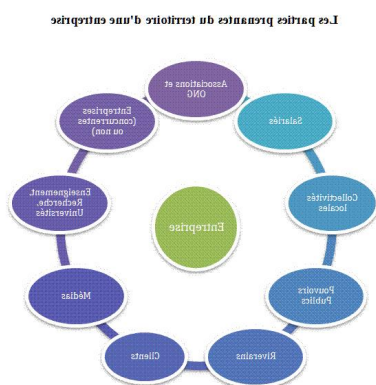 Les parties prenantes du territoire d'une entreprise
Associations et
ONG
Entreprises
(concurrentes
ou non)
Salariés
Enseignement,
Recherche,
Universités
Collectivités
locales
Entreprise
Médias
Pouvoirs
Publics
Clients
Riverains